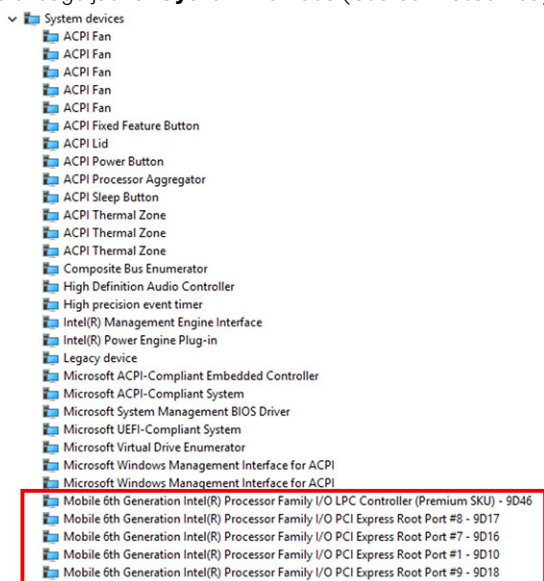 System devices
ACPI Fan
ACPI Fan
ACPI Fan
ACPI Fan
ACPI Fan
ACPI Fixed Feature Button
ACPI Lid
ACPI Power Button
ACPI Processor Aggregator
ACPI Sleep Button
ACPI Thermal Zone
ACPI Thermal Zone
ACPI Thermal Zone
Composite Bus Enumerator
High Definition Audio Controller
High precision event timer
Intel(R) Management Engine Interface
Intel(R) Power Engine Plug-in
Legacy device
Microsoft ACPI-Compliant Embedded Controller
Microsoft ACPI-Compliant System
Microsoft System Management BIOS Driver
Microsoft UEFI-Compliant System
Microsoft Virtual Drive Enumerator
Microsoft Windows Management Interface for ACPI
Microsoft Windows Management Interface for ACPI
Mobile 6th Generation Intel(R) Processor Family I/O LPC Controller (Premium SKU) - 9D46
Mobile 6th Generation Intel(R) Processor Family I/O PCI Express Root Port #8 - 9D17
Mobile 6th Generation Intel(R) Processor Family I/O PCI Express Root Port #7 - 9D16
Mobile 6th Generation Intel(R) Processor Family I/O PCI Express Root Port #1 - 9D10
Mobile 6th Generation Intel(R) Processor Family I/O PCI Express Root Port #9 - 9D18